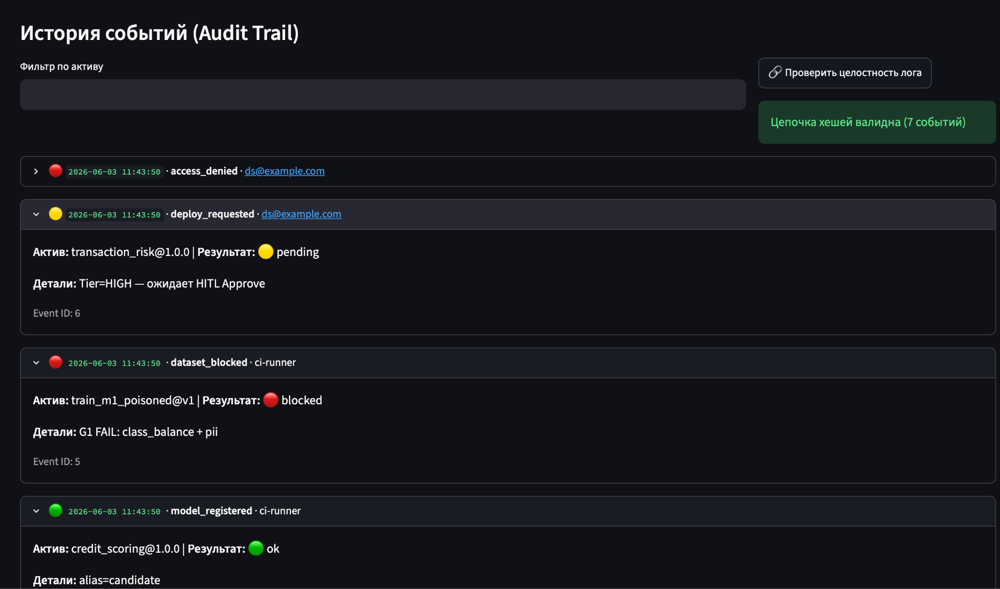 История событий (Audit Trail)
Фильтр по активу
Проверить целостность лога
Цепочка хешей валидна (7 событий)
2026-06-03 11:43:50 · access_denied · ds@example.com
2026-06-03 11:43:50 · deploy_requested · ds@example.com
Актив: transaction_risk@1.0.0 | Результат: pending
Детали: Tier=HIGH — ожидает HITL Approve
Event ID: 6
2026-06-03 11:43:50 · dataset_blocked · ci-runner
Актив: train_m1_poisoned@v1 | Результат: blocked
Детали: G1 FAIL: class_balance + pii
Event ID: 5
2026-06-03 11:43:50 · model_registered · ci-runner
Актив: credit_scoring@1.0.0 | Результат: ok
Детали: alias=candidate